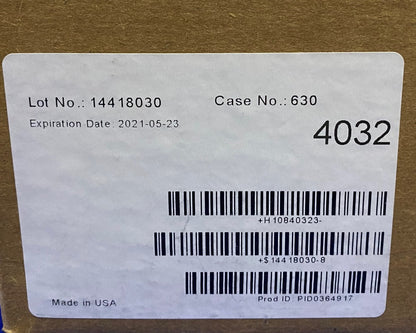 Lot No.: 14418030 Case No.: 630
Expiration Date: 2021-05-23
4032
+H10840323-
+$14418030-8
Made in USA Prod ID PID0364917